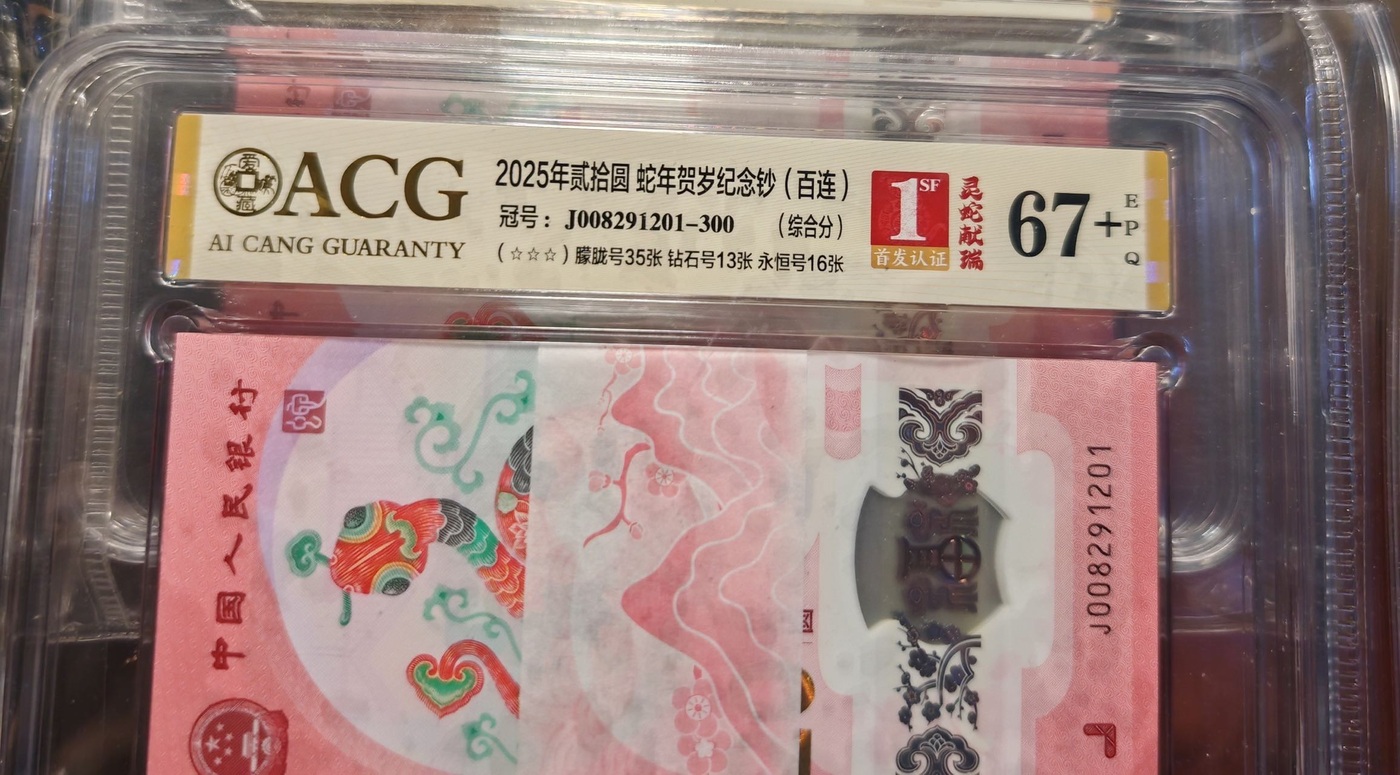 爱藏
ACG
AI CANG GUARANTY
2025年贰拾圆 蛇年贺岁纪念钞(百连)
冠号:J008291201-300 (综合分)
(☆☆☆)朦胧号35张 钻石号13张 永恒号16张
1SF
首发认证
灵蛇献瑞
67+
EPQ
中国人民银行
J008291201